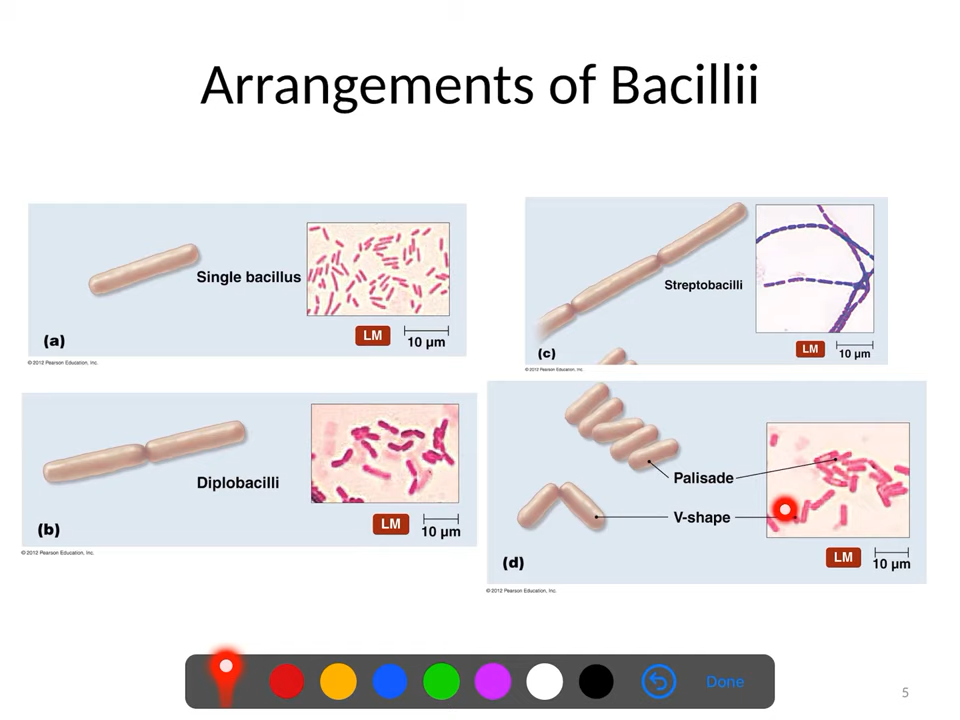 Arrangements of Bacillii
Single bacillus
(a)
LM
10 µm
© 2012 Pearson Education, Inc.
Streptobacilli
(c)
LM
10 µm
© 2012 Pearson Education, Inc.
Diplobacilli
(b)
LM
10 µm
© 2012 Pearson Education, Inc.
Palisade
V-shape
(d)
LM
10 µm
© 2012 Pearson Education, Inc.
Done
5